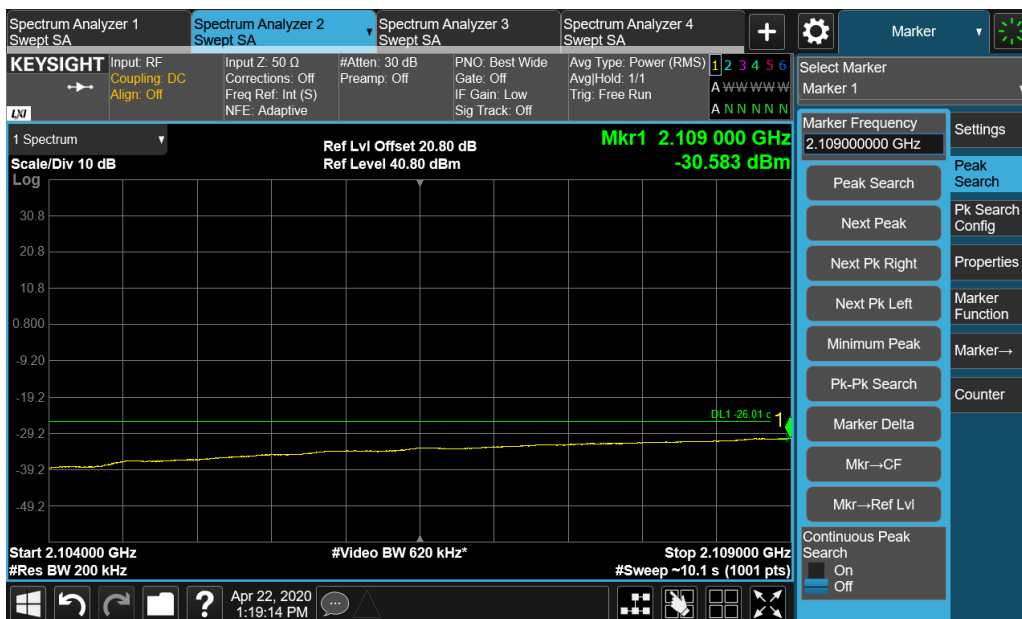 Spectrum Analyzer 1
Swept SA
Spectrum Analyzer 2
Swept SA
Spectrum Analyzer 3
Swept SA
Spectrum Analyzer 4
Swept SA
+
Marker
KEYSIGHT
LXI
Input: RF
Coupling: DC
Align: Off
Input Z: 50 Ω
Corrections: Off
Freq Ref: Int (S)
NFE: Adaptive
#Atten: 30 dB
Preamp: Off
PNO: Best Wide
Gate: Off
IF Gain: Low
Sig Track: Off
Avg Type: Power (RMS)
Avg|Hold: 1/1
Trig: Free Run
1 2 3 4 5 6
A W W W W W
A N N N N N
Select Marker
Marker 1
1 Spectrum
Scale/Div 10 dB
Ref Lvl Offset 20.80 dB
Ref Level 40.80 dBm
Mkr1 2.109 000 GHz
-30.583 dBm
Log
30.8
20.8
10.8
0.800
-9.20
-19.2
-29.2
-39.2
-49.2
DL1 -26.01 c
1
Start 2.104000 GHz
#Res BW 200 kHz
#Video BW 620 kHz*
Stop 2.109000 GHz
#Sweep ~10.1 s (1001 pts)
Marker Frequency
2.109000000 GHz
Peak Search
Next Peak
Next Pk Right
Next Pk Left
Minimum Peak
Pk-Pk Search
Marker Delta
Mkr→CF
Mkr→Ref Lvl
Continuous Peak
Search
On
Off
Settings
Peak
Search
Pk Search
Config
Properties
Marker
Function
Marker→
Counter
?
Apr 22, 2020
1:19:14 PM